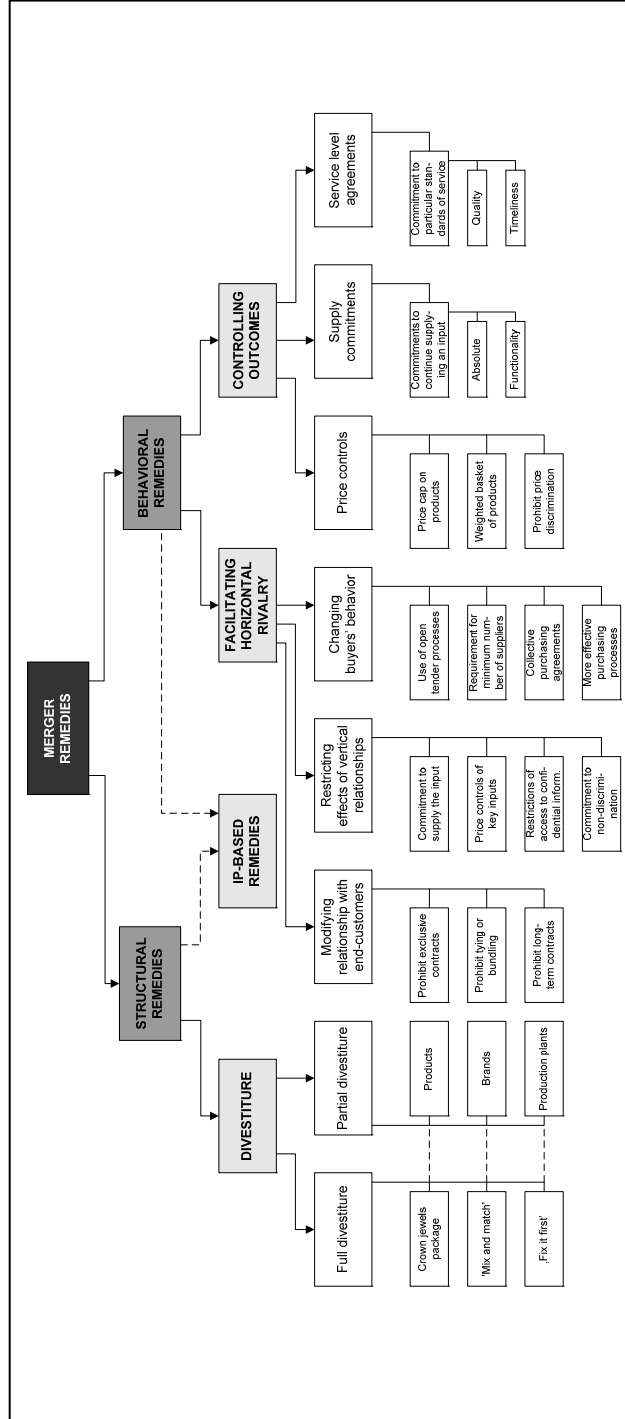 MERGER
REMEDIES
STRUCTURAL
REMEDIES
BEHAVIORAL
REMEDIES
DIVESTITURE
IP-BASED
REMEDIES
FACILITATING
HORIZONTAL
RIVALRY
CONTROLLING
OUTCOMES
Full divestiture
Partial divestiture
Modifying
relationship with
end-customers
Restricting
effects of vertical
relationships
Changing
buyers’ behavior
Price controls
Supply
commitments
Service level
agreements
Crown jewels
package
'Mix and match’
‚Fix it first’
Products
Brands
Production plants
Prohibit exclusive
contracts
Prohibit tying or
bundling
Prohibit long-
term contracts
Commitment to
supply the input
Price controls of
key inputs
Restrictions of
access to confi-
dential inform.
Commitment to
non-discrimi-
nation
Use of open
tender processes
Requirement for
minimum num-
ber of suppliers
Collective
purchasing
agreements
More effective
purchasing
processes
Price cap on
products
Weighted basket
of products
Prohibit price
discrimination
Commitments to
continue supply-
ing an input
Absolute
Functionality
Commitment to
particular stan-
dards of service
Quality
Timeliness